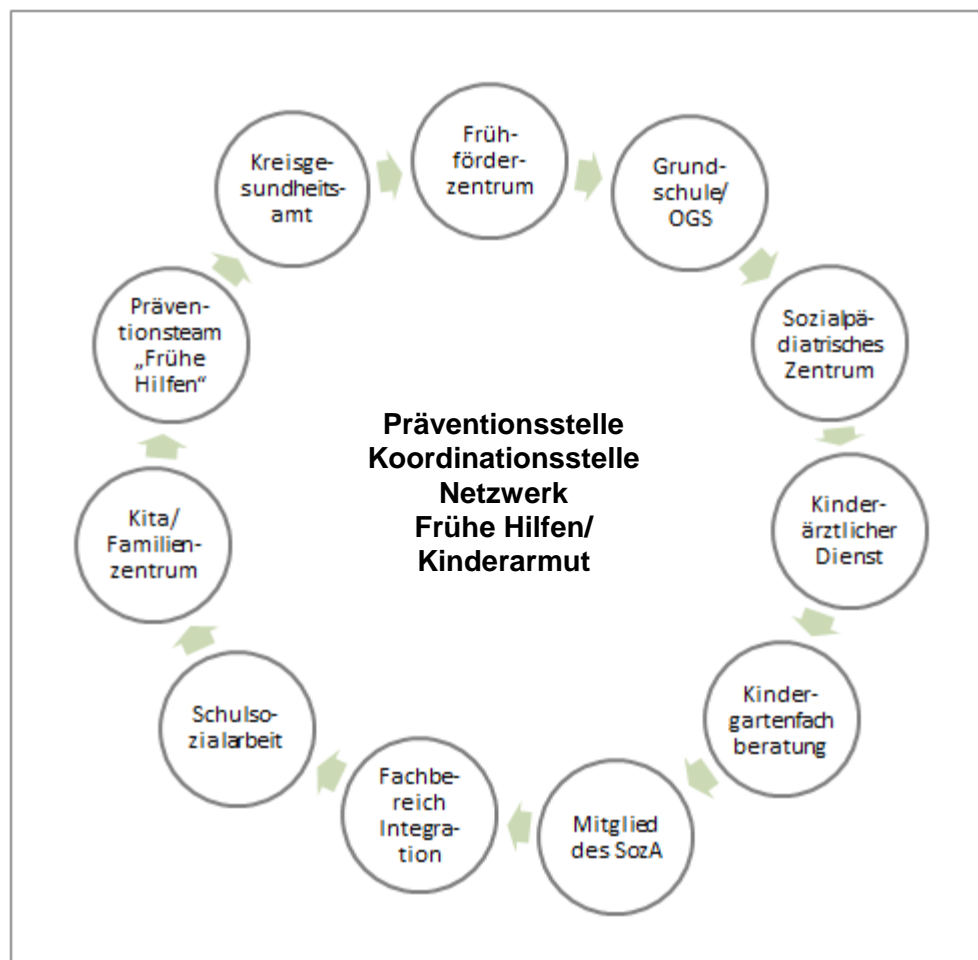 Früh-
förder-
zentrum
Grund-
schule/
OGS
Sozialpä-
diatrisches
Zentrum
Kinder-
ärztlicher
Dienst
Kinder-
gartenfach
beratung
Mitglied
des SozA
Fachbe-
reich
Integra-
tion
Schulso-
zialarbeit
Kita/
Familien-
zentrum
Präven-
tionsteam
„Frühe
Hilfen“
Kreisge-
sundheits-
amt
Präventionsstelle
Koordinationsstelle
Netzwerk
Frühe Hilfen/
Kinderarmut